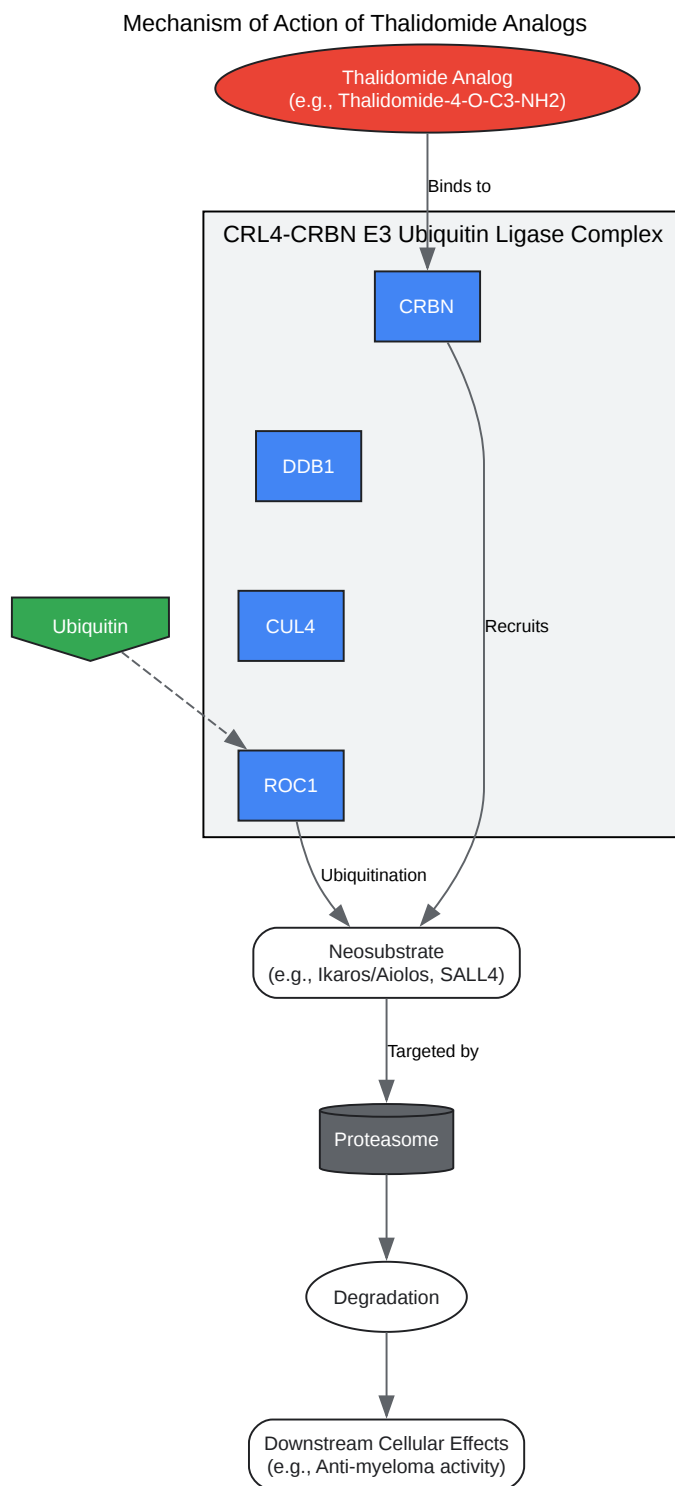 Mechanism of Action of Thalidomide Analogs
Thalidomide Analog
(e.g., Thalidomide-4-O-C3-NH2)
Binds to
CRL4-CRBN E3 Ubiquitin Ligase Complex
CRBN
DDB1
Ubiquitin
CUL4
Recruits
ROC1
Ubiquitination
Neosubstrate
(e.g., Ikaros/Aiolos, SALL4)
Targeted by
Proteasome
Degradation
Downstream Cellular Effects
(e.g., Anti-myeloma activity)